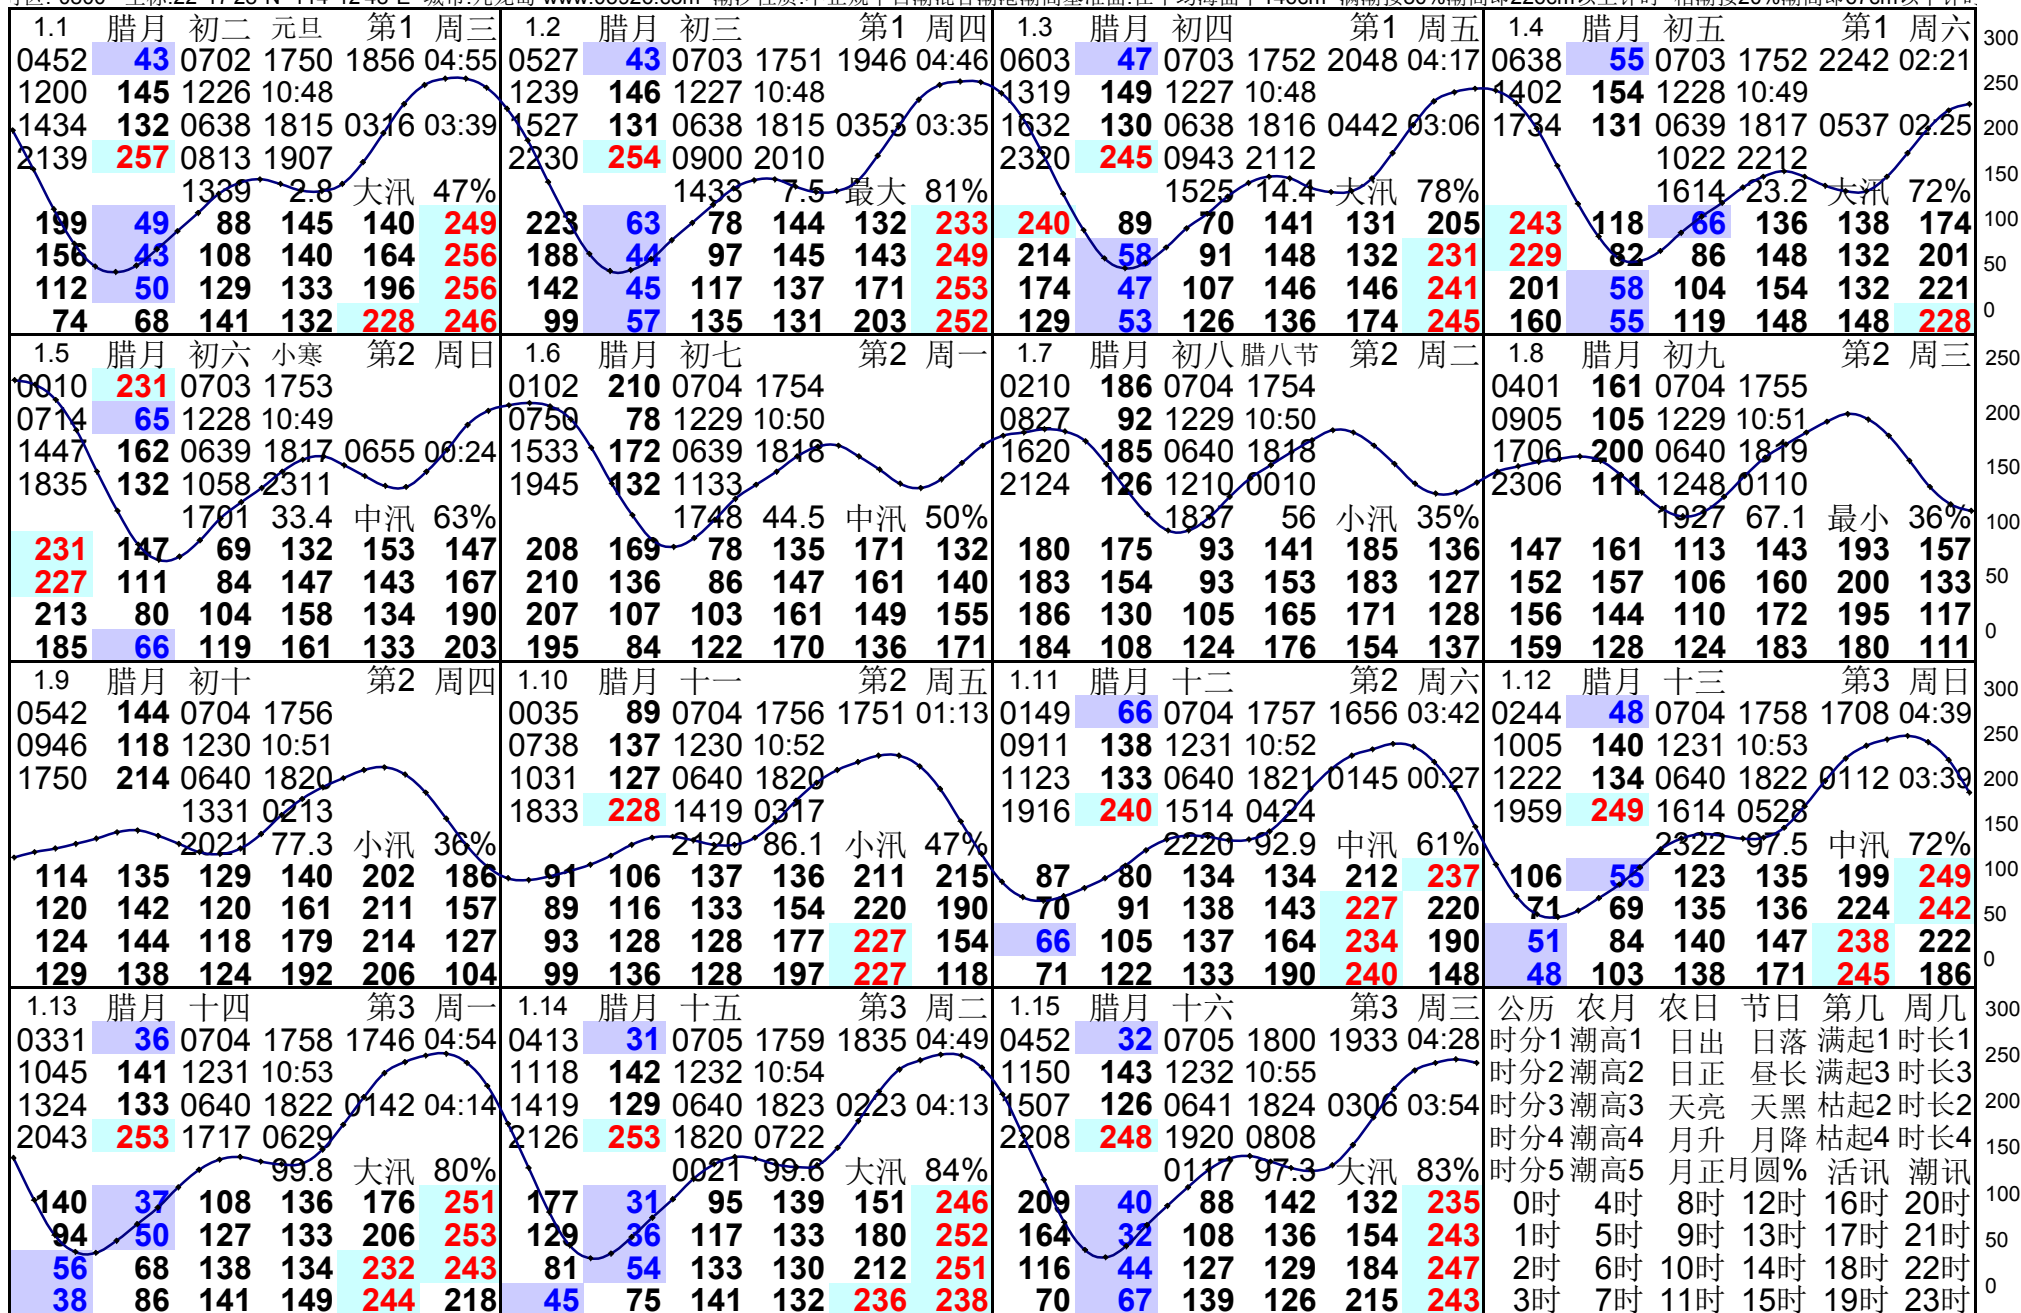 1.1 腊月 初二 元旦 第1 周三 1.2 腊月 初三 第1 周四 1.3 腊月 初四 第1 周五 1.4 腊月 初五 第1 周六 300
0452 43 0702 1750 1856 04:55 0527 43 0703 1751 1946 04:46 0603 47 0703 1752 2048 04:17 0638 55 0703 1752 2242 02:21
1200 145 1226 10:48 1239 146 1227 10:48 1319 149 1227 10:48 1402 154 1228 10:49 250
1434 132 0638 1815 0316 03:39 1527 131 0638 1815 0353 03:35 1632 130 0638 1816 0442 03:06 1734 131 0639 1817 0537 02:25 200
2139 257 0813 1907 2230 254 0900 2010 2320 245 0943 2112 1022 2212
1339 2.8 大汛 47% 1433 7.5 最大 81% 1525 14.4 大汛 78% 1614 23.2 大汛 72% 150
199 49 88 145 140 249 223 63 78 144 132 233 240 89 70 141 131 205 243 118 66 136 138 174 100
156 43 108 140 164 256 188 44 97 145 143 249 214 58 91 148 132 231 229 82 86 148 132 201 50
112 50 129 133 196 256 142 45 117 137 171 253 174 47 107 146 146 241 201 58 104 154 132 221
74 68 141 132 228 246 99 57 135 131 203 252 129 53 126 136 174 245 160 55 119 148 148 228 0
1.5 腊月 初六 小寒 第2 周日 1.6 腊月 初七 第2 周一 1.7 腊月 初八 腊八节 第2 周二 1.8 腊月 初九 第2 周三 250
0010 231 0703 1753 0102 210 0704 1754 0210 186 0704 1754 0401 161 0704 1755
0714 65 1228 10:49 0750 78 1229 10:50 0827 92 1229 10:50 0905 105 1229 10:51 200
1447 162 0639 1817 0655 00:24 1533 172 0639 1818 1620 185 0640 1818 1706 200 0640 1819
1835 132 1058 2311 1945 132 1133 2124 126 1210 0010 2306 111 1248 0110 150
1701 33.4 中汛 63% 1748 44.5 中汛 50% 1837 56 小汛 35% 1927 67.1 最小 36% 100
231 147 69 132 153 147 208 169 78 135 171 132 180 175 93 141 185 136 147 161 113 143 193 157
227 111 84 147 143 167 210 136 86 147 161 140 183 154 93 153 183 127 152 157 106 160 200 133 50
213 80 104 158 134 190 207 107 103 161 149 155 186 130 105 165 171 128 156 144 110 172 195 117
185 66 119 161 133 203 195 84 122 170 136 171 184 108 124 176 154 137 159 128 124 183 180 111 0
1.9 腊月 初十 第2 周四 1.10 腊月 十一 第2 周五 1.11 腊月 十二 第2 周六 1.12 腊月 十三 第3 周日 300
0542 144 0704 1756 0035 89 0704 1756 1751 01:13 0149 66 0704 1757 1656 03:42 0244 48 0704 1758 1708 04:39
0946 118 1230 10:51 0738 137 1230 10:52 0911 138 1231 10:52 1005 140 1231 10:53 250
1750 214 0640 1820 1031 127 0640 1820 1123 133 0640 1821 0145 00:27 1222 134 0640 1822 0112 03:39 200
1331 0213 1833 228 1419 0317 1916 240 1514 0424 1959 249 1614 0528 150
2021 77.3 小汛 36% 2120 86.1 小汛 47% 2220 92.9 中汛 61% 2322 97.5 中汛 72%
114 135 129 140 202 186 91 106 137 136 211 215 87 80 134 134 212 237 106 55 123 135 199 249 100
120 142 120 161 211 157 89 116 133 154 220 190 70 91 138 143 227 220 71 69 135 136 224 242 50
124 144 118 179 214 127 93 128 128 177 227 154 66 105 137 164 234 190 51 84 140 147 238 222
129 138 124 192 206 104 99 136 128 197 227 118 71 122 133 190 240 148 48 103 138 171 245 186 0
1.13 腊月 十四 第3 周一 1.14 腊月 十五 第3 周二 1.15 腊月 十六 第3 周三 公历 农月 农日 节日 第几 周几 300
0331 36 0704 1758 1746 04:54 0413 31 0705 1759 1835 04:49 0452 32 0705 1800 1933 04:28 时分1 潮高1 日出 日落 满起1 时长1
1045 141 1231 10:53 1118 142 1232 10:54 1150 143 1232 10:55 时分2 潮高2 日正 昼长 满起3 时长3 250
1324 133 0640 1822 0142 04:14 1419 129 0640 1823 0223 04:13 1507 126 0641 1824 0306 03:54 时分3 潮高3 天亮 天黑 枯起2 时长2 200
2043 253 1717 0629 2126 253 1820 0722 2208 248 1920 0808 时分4 潮高4 月升 月降 枯起4 时长4 150
99.8 大汛 80% 0021 99.6 大汛 84% 0117 97.3 大汛 83% 时分5 潮高5 月正 月圆% 活讯 潮讯
140 37 108 136 176 251 177 31 95 139 151 246 209 40 88 142 132 235 0时 4时 8时 12时 16时 20时 100
94 50 127 133 206 253 129 36 117 133 180 252 164 32 108 136 154 243 1时 5时 9时 13时 17时 21时 50
56 68 138 134 232 243 81 54 133 130 212 251 116 44 127 129 184 247 2时 6时 10时 14时 18时 22时
38 86 141 149 244 218 45 75 141 132 236 238 70 67 139 126 215 243 3时 7时 11时 15时 19时 23时 0